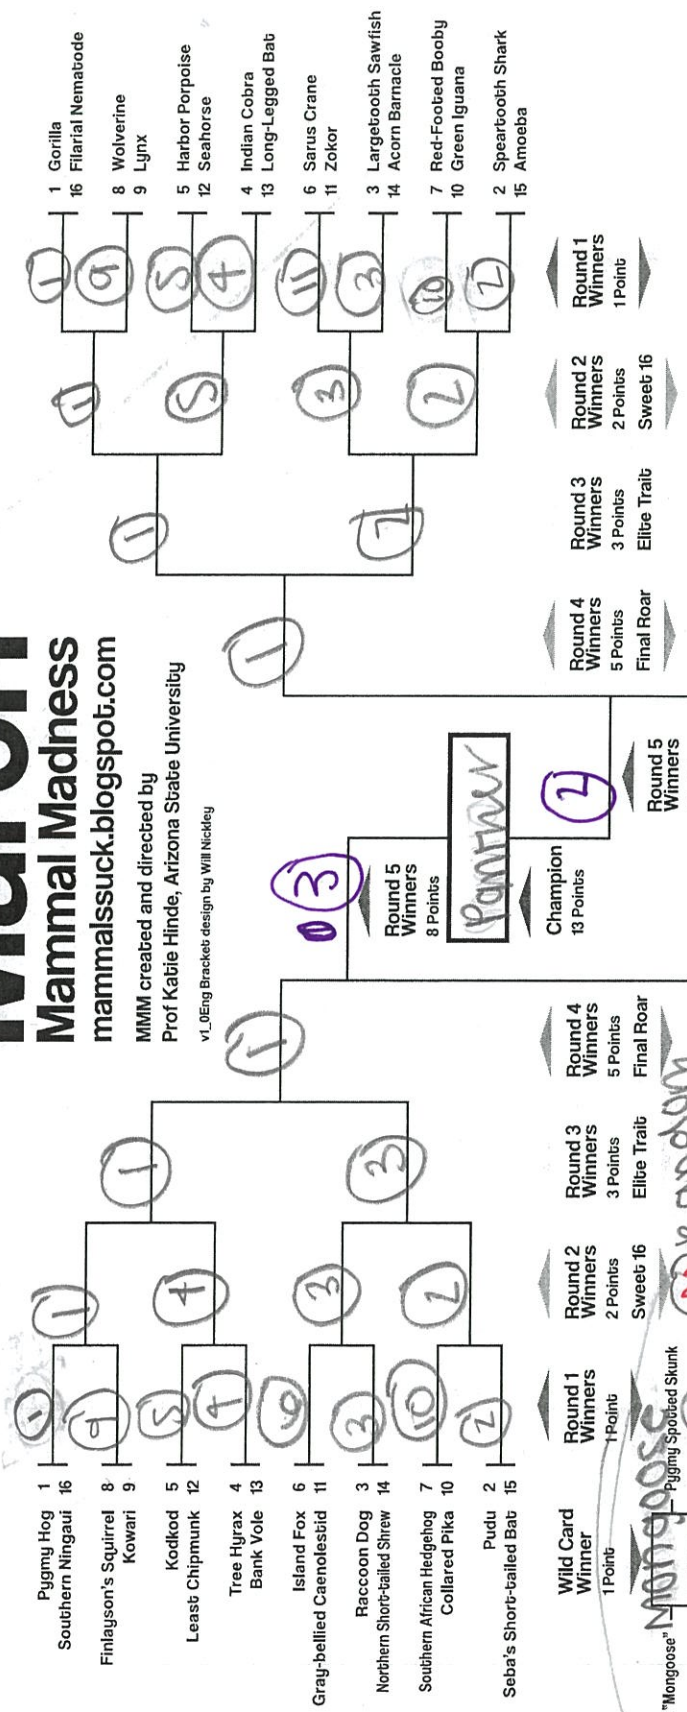 Mammal Madness
mammalssuck.blogspot.com
MMM created and directed by
Prof Katie Hinde, Arizona State University
v1_0Eng Bracket design by Will Nickley
Pygmy Hog 1
Southern Ningaui 16
Finlayson's Squirrel 8
Kowari 9
Kodkod 5
Least Chipmunk 12
Tree Hyrax 4
Bank Vole 13
Island Fox 6
Gray-bellied Caenolestid 11
Raccoon Dog 3
Northern Short-tailed Shrew 14
Southern African Hedgehog 7
Collared Pika 10
Pudu 2
Seba's Short-tailed Bat 15
1
9
5
4
6
3
10
2
1
4
3
2
1
3
1
3
Round 5
Winners
8 Points
Panther
Champion
13 Points
2
Round 5
Winners
1
1
2
1
5
3
2
1
9
5
4
11
3
10
2
1 Gorilla
16 Filarial Nematode
8 Wolverine
9 Lynx
5 Harbor Porpoise
12 Seahorse
4 Indian Cobra
13 Long-Legged Bat
6 Sarus Crane
11 Zokor
3 Largetooth Sawfish
14 Acorn Barnacle
7 Red-Footed Booby
10 Green Iguana
2 Speartooth Shark
15 Amoeba
Wild Card
Winner
1 Point
Round 1
Winners
1 Point
Round 2
Winners
2 Points
Sweet 16
Round 3
Winners
3 Points
Elite Trait
Round 4
Winners
5 Points
Final Roar
Round 4
Winners
5 Points
Final Roar
Round 3
Winners
3 Points
Elite Trait
Round 2
Winners
2 Points
Sweet 16
Round 1
Winners
1 Point
"Mongoose"
Mongoose
Pygmy Spotted Skunk